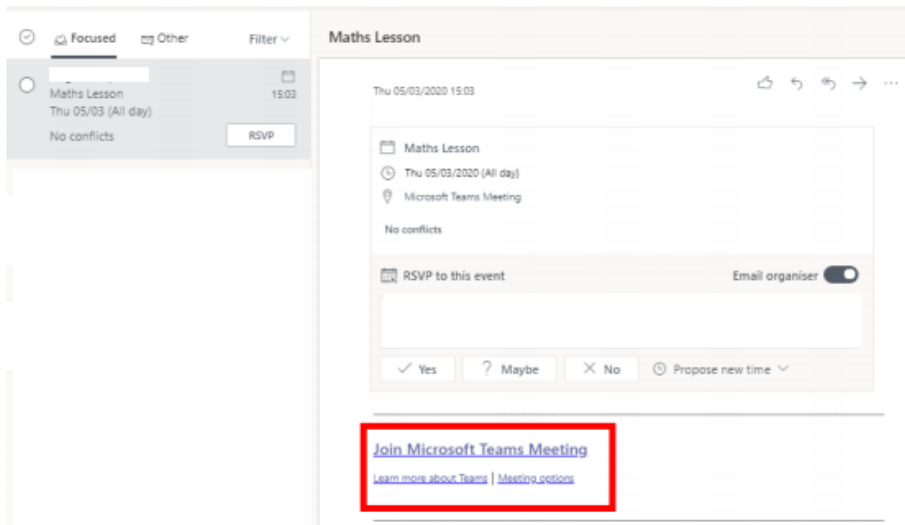 Focused Other Filter
Maths Lesson
15:03
Thu 05/03 (All day)
No conflicts
RSVP
Maths Lesson
Thu 05/03/2020 15:03
Maths Lesson
Thu 05/03/2020 (All day)
Microsoft Teams Meeting
No conflicts
RSVP to this event Email organiser
Yes ? Maybe No Propose new time
Join Microsoft Teams Meeting
Learn more about Teams | Meeting options